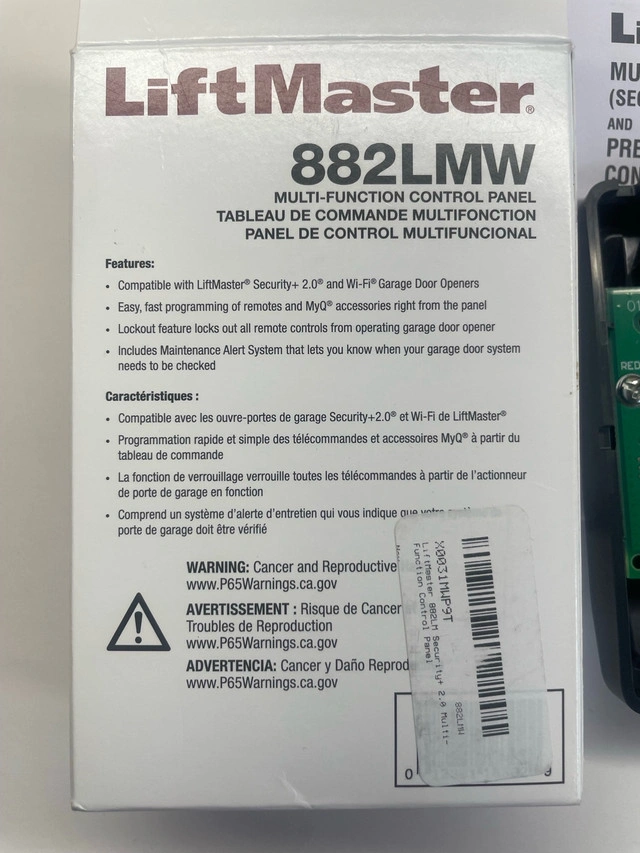 LiftMaster®
882LMW
MULTI-FUNCTION CONTROL PANEL
TABLEAU DE COMMANDE MULTIFONCTION
PANEL DE CONTROL MULTIFUNCIONAL
Features:
• Compatible with LiftMaster® Security+ 2.0® and Wi-Fi® Garage Door Openers
• Easy, fast programming of remotes and MyQ® accessories right from the panel
• Lockout feature locks out all remote controls from operating garage door opener
• Includes Maintenance Alert System that lets you know when your garage door system
needs to be checked
Caractéristiques :
• Compatible avec les ouvre-portes de garage Security+2.0® et Wi-Fi de LiftMaster®
• Programmation rapide et simple des télécommandes et accessoires MyQ® à partir du
tableau de commande
• La fonction de verrouillage verrouille toutes les télécommandes à partir de l'actionneur
de porte de garage en fonction
• Comprend un système d'alerte d'entretien qui vous indique que votre
porte de garage doit être vérifié
WARNING: Cancer and Reproductive
www.P65Warnings.ca.gov
AVERTISSEMENT : Risque de Cancer
Troubles de Reproduction
www.P65Warnings.ca.gov
ADVERTENCIA: Cancer y Daño Reprod
www.P65Warnings.ca.gov
X0031MWP9T
LiftMaster 882LM Security+ 2.0 Multi-
Function Control Panel
882LMW
New
0 9
Li
MU
(SEC
AND
PRE
CON
01
RED